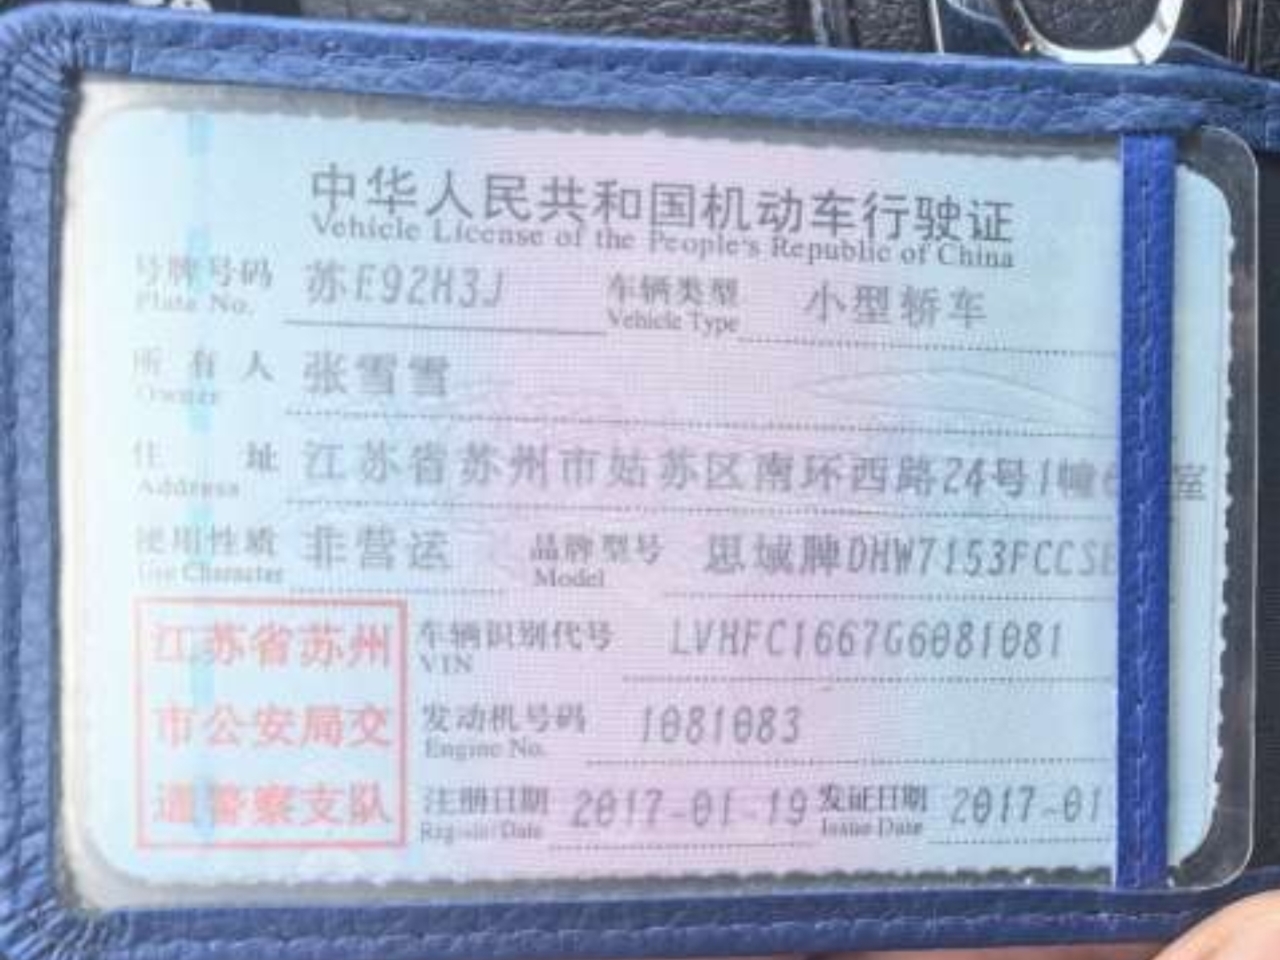 中华人民共和国机动车行驶证
Vehicle License of the People's Republic of China
号牌号码 苏E92H3J 车辆类型 小型轿车
Plate No. Vehicle Type
所有人 张雪雪
Owner
住址 江苏省苏州市姑苏区南环西路24号1幢6 室
Address
使用性质 非营运 品牌型号 思域牌DHW7153FCCSE
Use Character Model
江苏省苏州 车辆识别代号 LVHFC1667G6081081
VIN
市公安局交 发动机号码 1081083
Engine No.
通警察支队 注册日期 2017-01-19 发证日期 2017-01
Register Date Issue Date